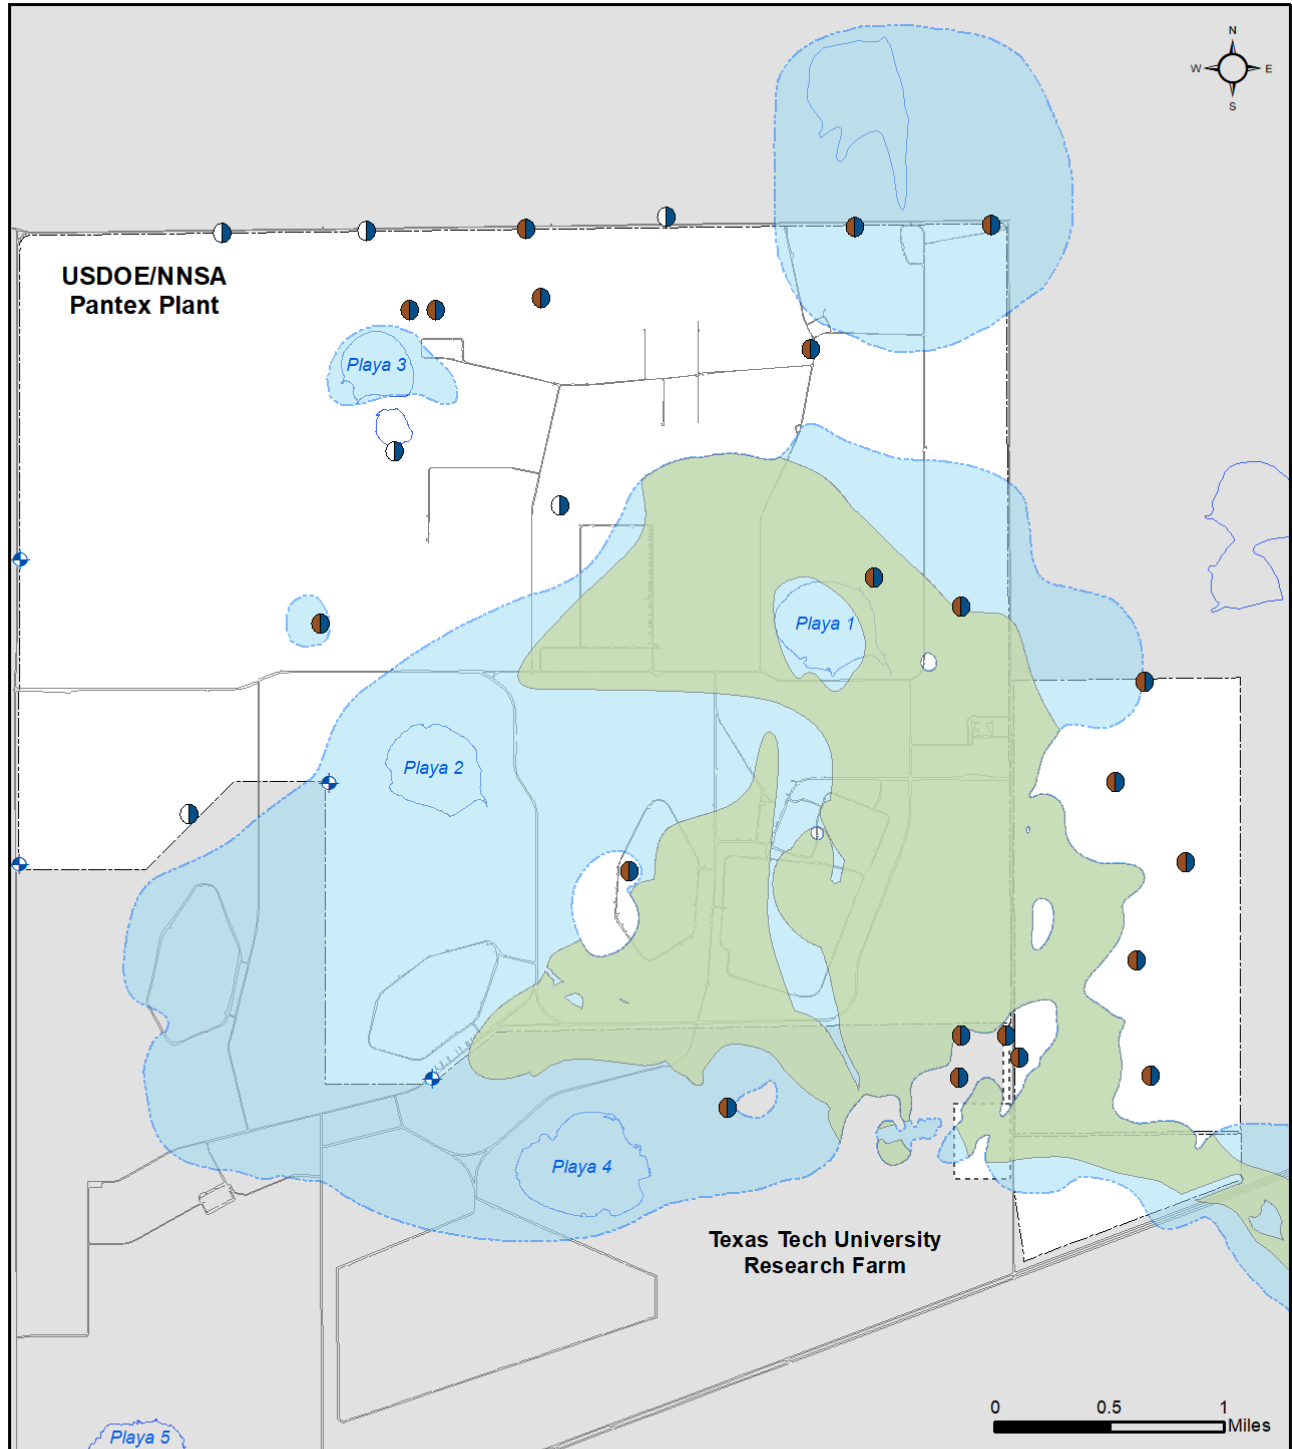 N
W E
S
USDOE/NNSA
Pantex Plant
Playa 3
Playa 1
Playa 2
Playa 4
Texas Tech University
Research Farm
0 0.5 1
Miles
Playa 5